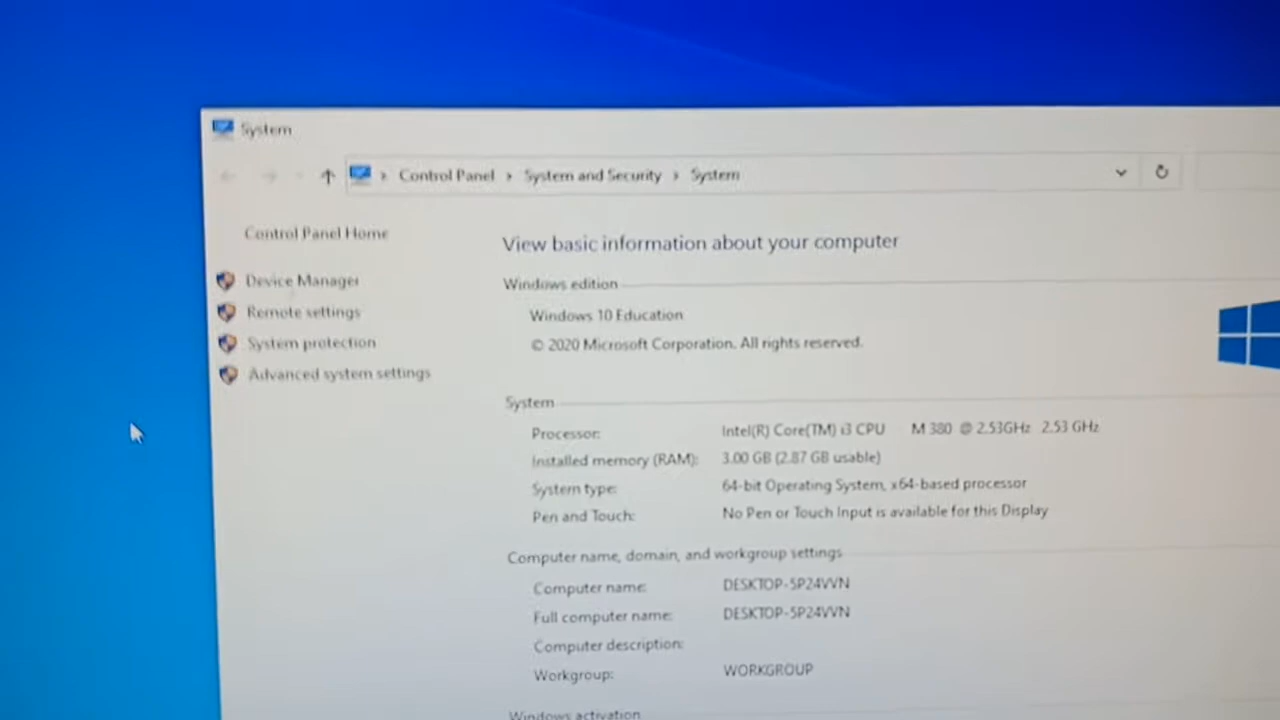 System
Control Panel > System and Security > System
Control Panel Home
Device Manager
Remote settings
System protection
Advanced system settings
View basic information about your computer
Windows edition
Windows 10 Education
© 2020 Microsoft Corporation. All rights reserved.
System
Processor: Intel(R) Core(TM) i3 CPU M 380 @ 2.53GHz 2.53 GHz
Installed memory (RAM): 3.00 GB (2.87 GB usable)
System type: 64-bit Operating System, x64-based processor
Pen and Touch: No Pen or Touch Input is available for this Display
Computer name, domain, and workgroup settings
Computer name: DESKTOP-5P24VVN
Full computer name: DESKTOP-5P24VVN
Computer description:
Workgroup: WORKGROUP
Windows activation